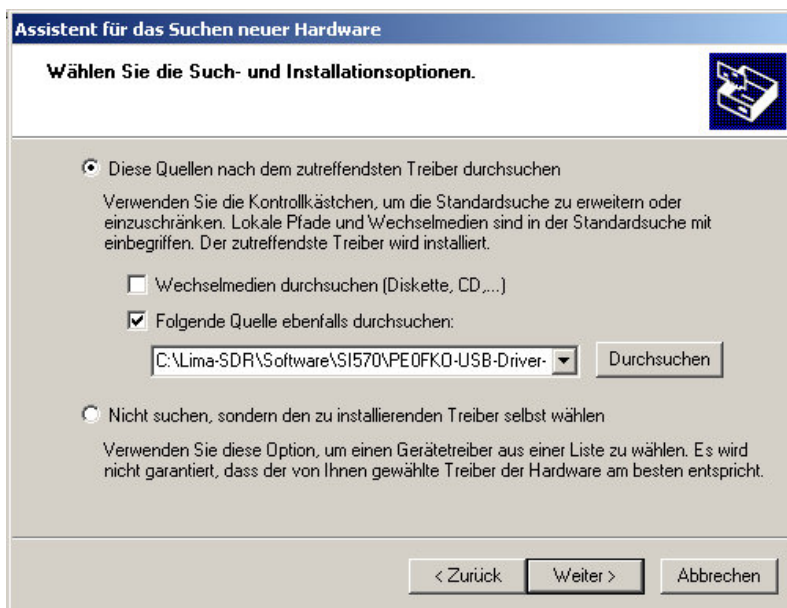 Assistent für das Suchen neuer Hardware
Wählen Sie die Such- und Installationsoptionen.
Diese Quellen nach dem zutreffendsten Treiber durchsuchen
Verwenden Sie die Kontrollkästchen, um die Standardsuche zu erweitern oder
einzuschränken. Lokale Pfade und Wechselmedien sind in der Standardsuche mit
einbegriffen. Der zutreffendste Treiber wird installiert.
Wechselmedien durchsuchen (Diskette, CD,...)
Folgende Quelle ebenfalls durchsuchen:
C:\Lima-SDR\Software\SI570\PE0FKO-USB-Driver-
Durchsuchen
Nicht suchen, sondern den zu installierenden Treiber selbst wählen
Verwenden Sie diese Option, um einen Gerätetreiber aus einer Liste zu wählen. Es wird
nicht garantiert, dass der von Ihnen gewählte Treiber der Hardware am besten entspricht.
< Zurück Weiter > Abbrechen